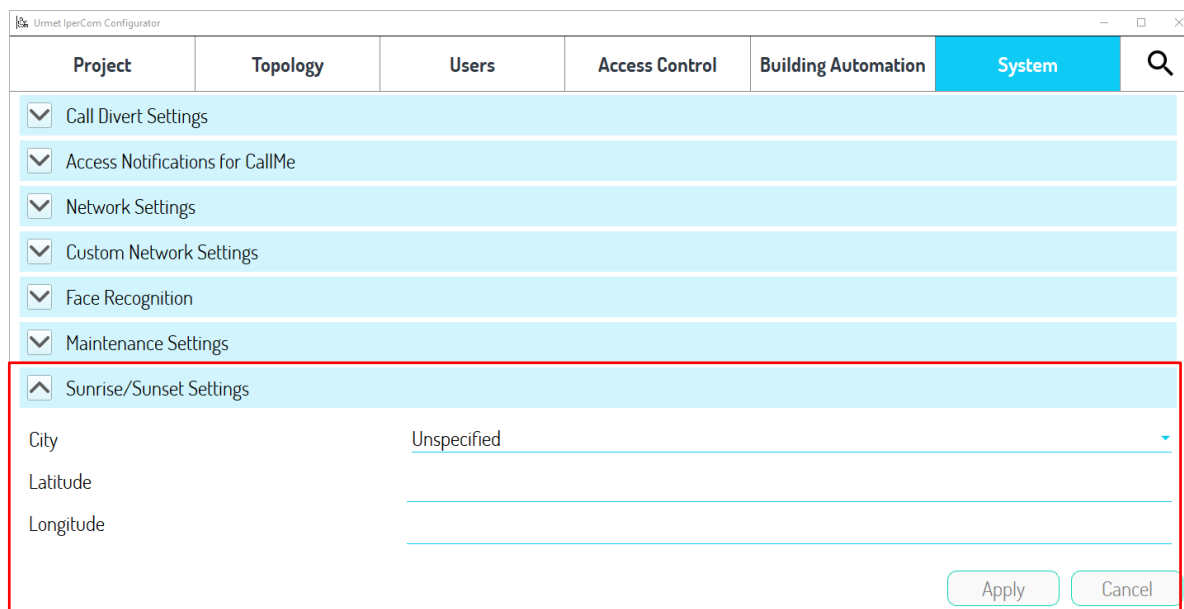 Urmet IperCom Configurator
Project Topology Users Access Control Building Automation System
Call Divert Settings
Access Notifications for CallMe
Network Settings
Custom Network Settings
Face Recognition
Maintenance Settings
Sunrise/Sunset Settings
City Unspecified
Latitude
Longitude
Apply Cancel